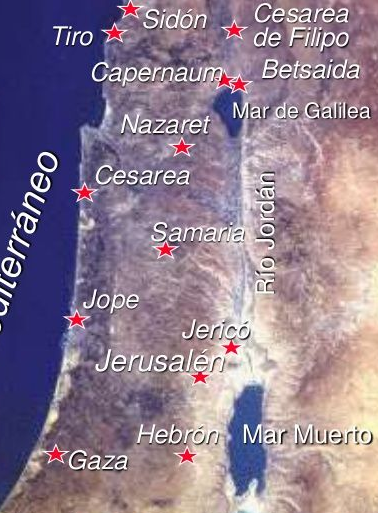 Sidón
Cesarea
de Filipo
Tiro
Capernaum
Betsaida
Mar de Galilea
Nazaret
Cesarea
diterráneo
Río Jordán
Samaria
Jope
Jericó
Jerusalén
Hebrón
Mar Muerto
Gaza